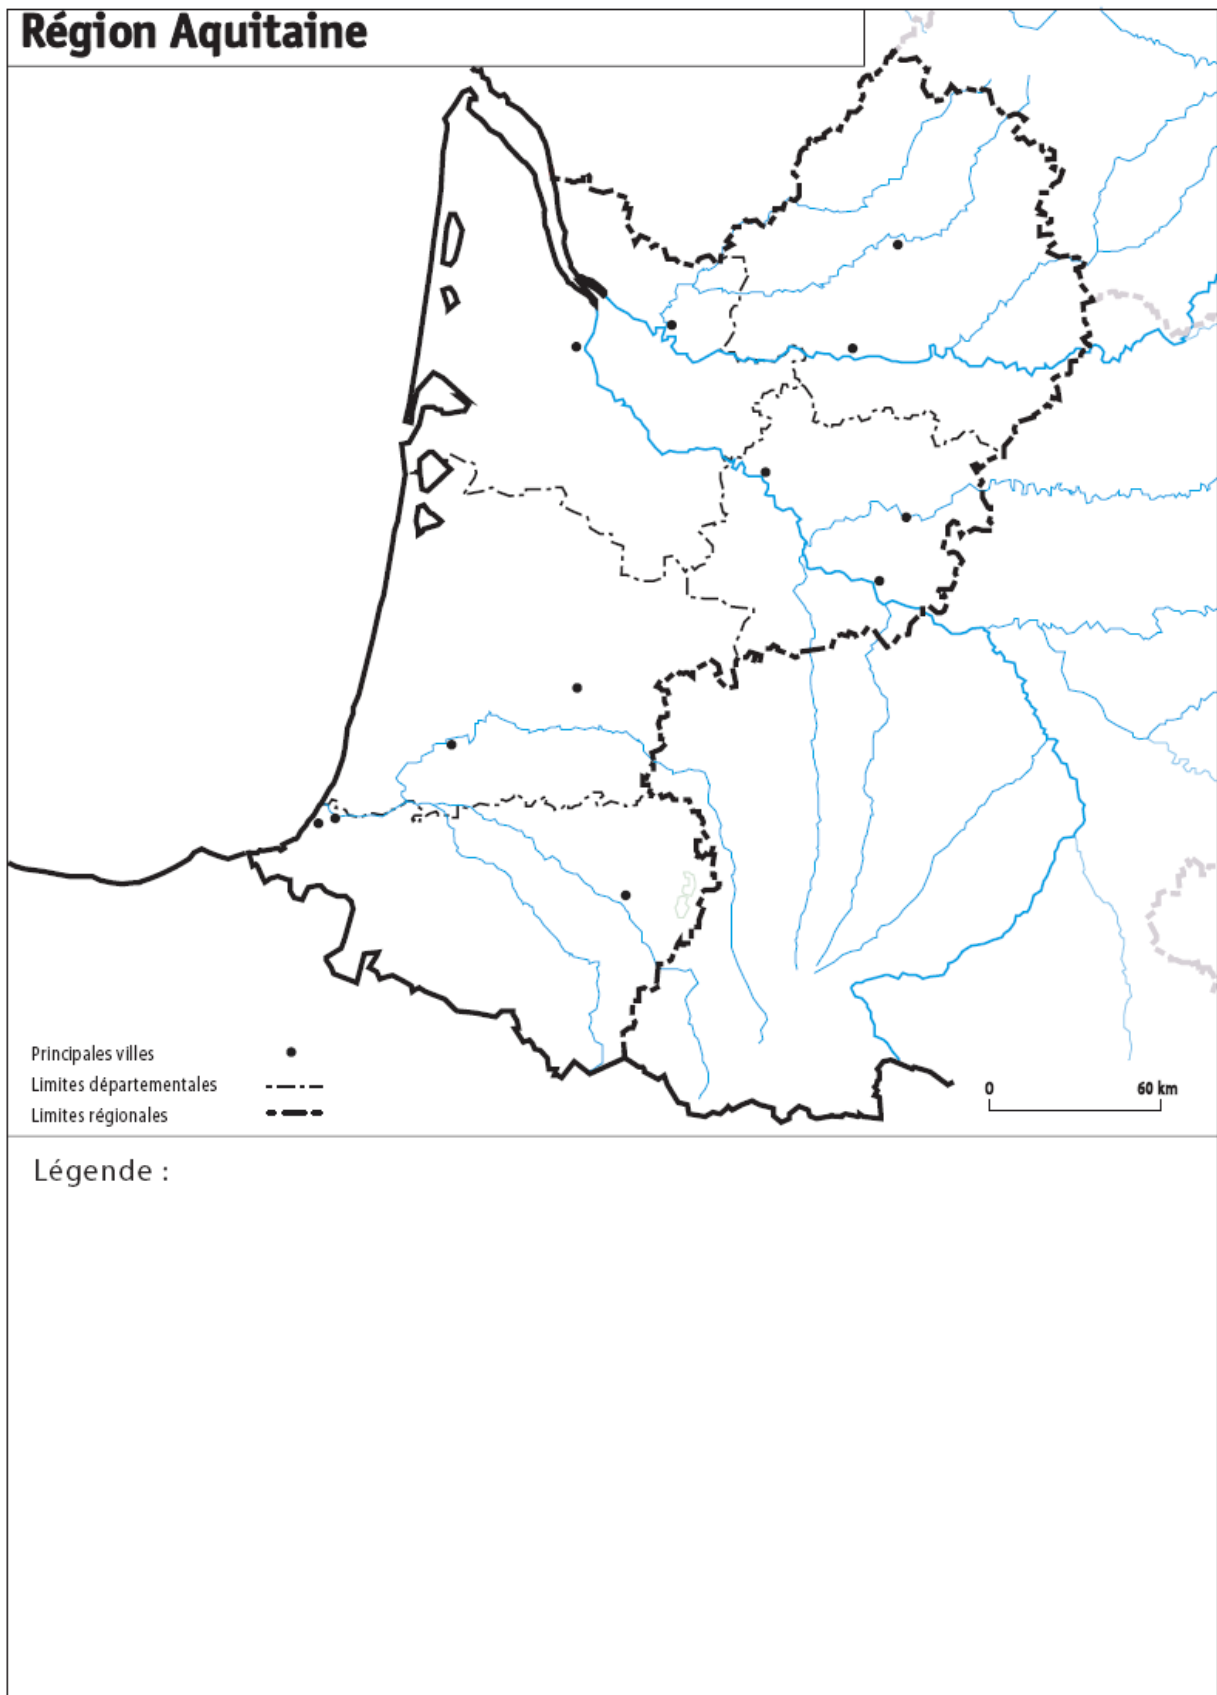 Région Aquitaine
Principales villes
Limites départementales
Limites régionales
0 60 km
Légende :